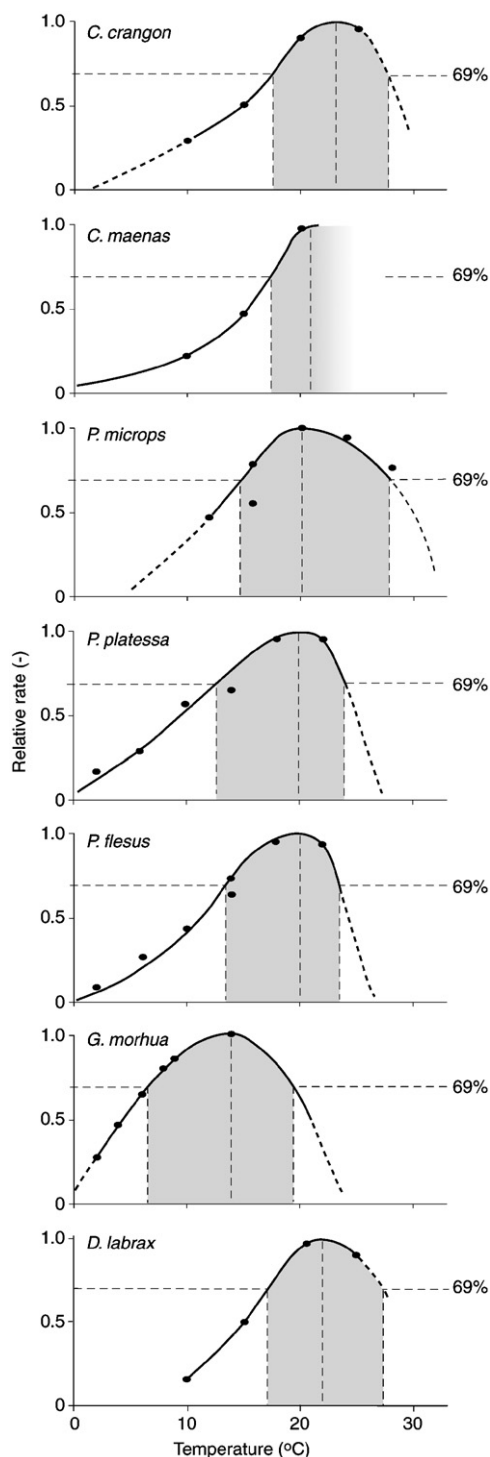 C. crangon
1.0
0.5
0
69%
C. maenas
1.0
0.5
0
69%
P. microps
1.0
0.5
0
69%
P. platessa
1.0
0.5
0
69%
Relative rate (-)
P. flesus
1.0
0.5
0
69%
G. morhua
1.0
0.5
0
69%
D. labrax
1.0
0.5
0
69%
0 10 20 30
Temperature (ºC)